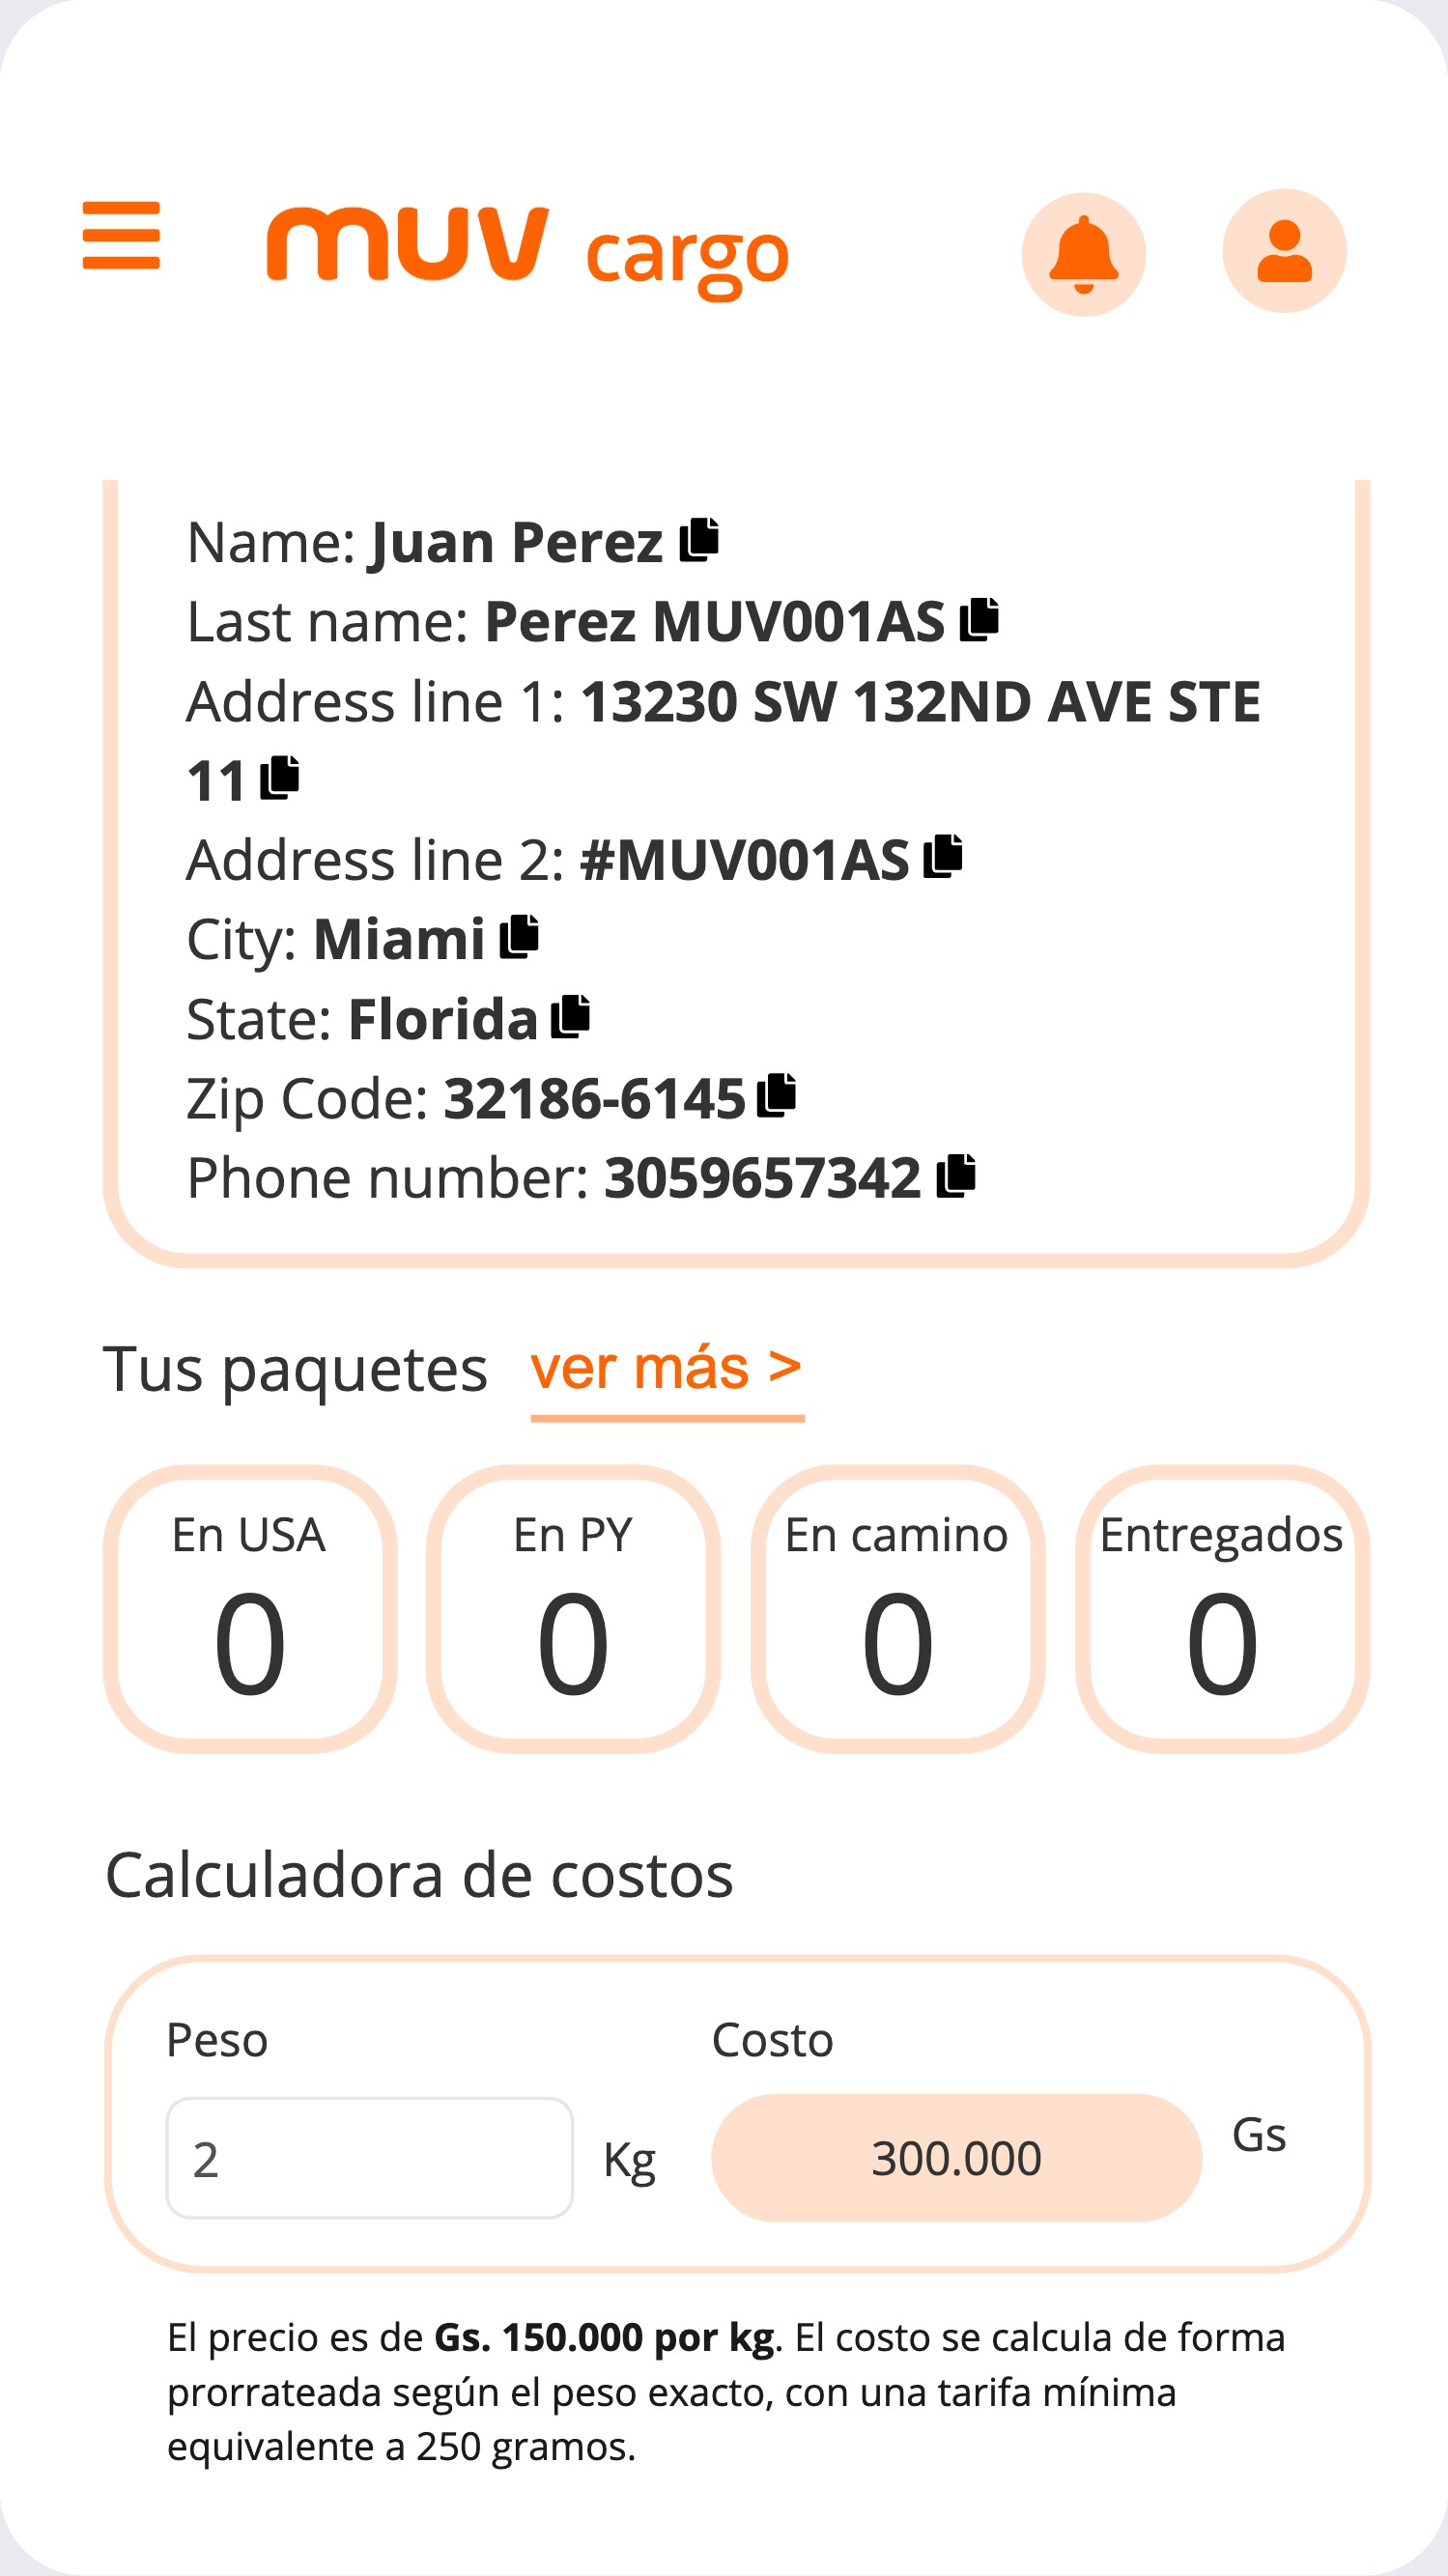 muv cargo
Name: Juan Perez
Last name: Perez MUV001AS
Address line 1: 13230 SW 132ND AVE STE
11
Address line 2: #MUV001AS
City: Miami
State: Florida
Zip Code: 32186-6145
Phone number: 3059657342
Tus paquetes ver más >
En USA En PY En camino Entregados
0 0 0 0
Calculadora de costos
Peso Costo
2 Kg 300.000 Gs
El precio es de Gs. 150.000 por kg. El costo se calcula de forma
prorrateada según el peso exacto, con una tarifa mínima
equivalente a 250 gramos.